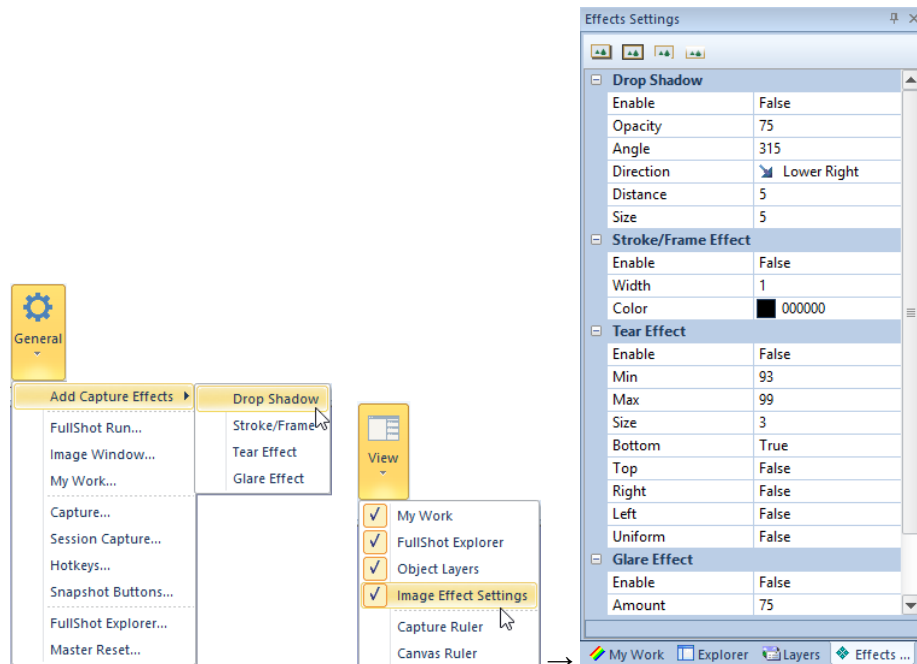 General
Add Capture Effects
FullShot Run...
Image Window...
My Work...
Capture...
Session Capture...
Hotkeys...
Snapshot Buttons...
FullShot Explorer...
Master Reset...
Drop Shadow
Stroke/Frame
Tear Effect
Glare Effect
View
My Work
FullShot Explorer
Object Layers
Image Effect Settings
Capture Ruler
Canvas Ruler
→
Effects Settings
Drop Shadow
Enable False
Opacity 75
Angle 315
Direction Lower Right
Distance 5
Size 5
Stroke/Frame Effect
Enable False
Width 1
Color 000000
Tear Effect
Enable False
Min 93
Max 99
Size 3
Bottom True
Top False
Right False
Left False
Uniform False
Glare Effect
Enable False
Amount 75
My Work Explorer Layers Effects ...